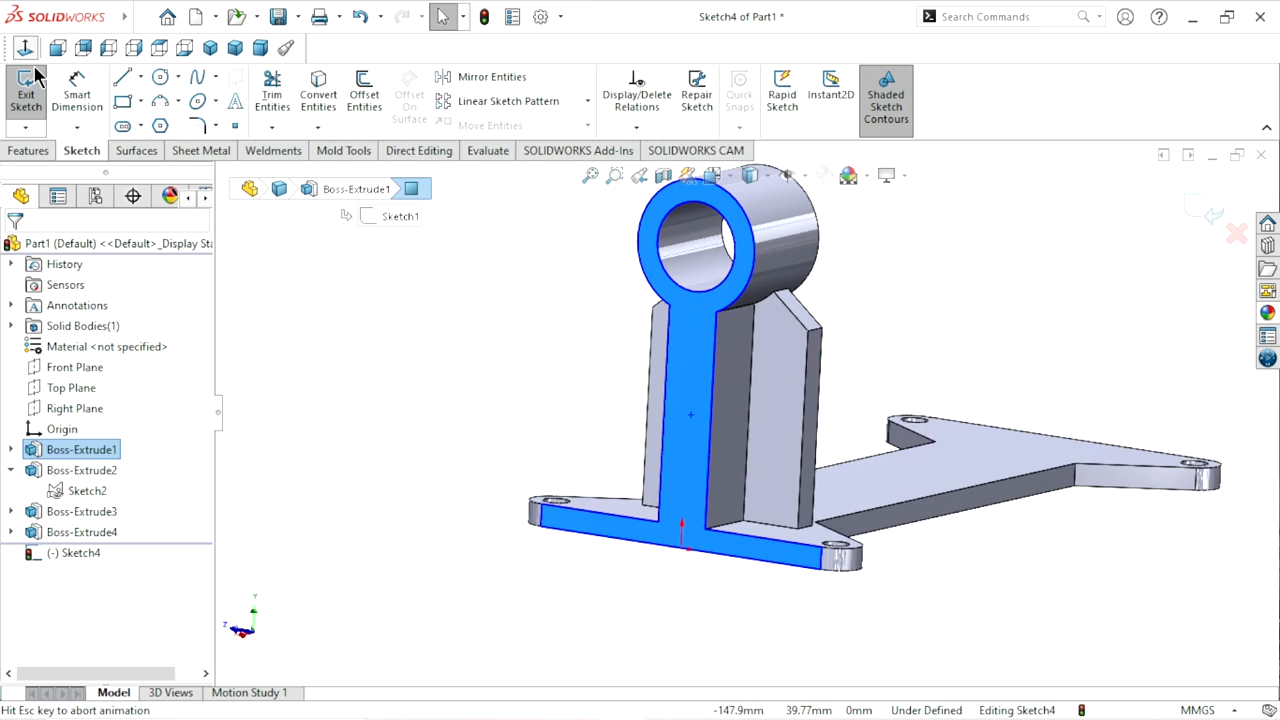 SOLIDWORKS
Sketch4 of Part1 *
Search Commands
Exit Sketch
Smart Dimension
Trim Entities
Convert Entities
Offset Entities
Offset On Surface
Mirror Entities
Linear Sketch Pattern
Move Entities
Display/Delete Relations
Repair Sketch
Quick Snaps
Rapid Sketch
Instant2D
Shaded Sketch Contours
Features
Sketch
Surfaces
Sheet Metal
Weldments
Mold Tools
Direct Editing
Evaluate
SOLIDWORKS Add-Ins
SOLIDWORKS CAM
Boss-Extrude1
Sketch1
Part1 (Default) <<Default>_Display Sta
History
Sensors
Annotations
Solid Bodies(1)
Material <not specified>
Front Plane
Top Plane
Right Plane
Origin
Boss-Extrude1
Boss-Extrude2
Sketch2
Boss-Extrude3
Boss-Extrude4
(-) Sketch4
Y
Z
Model
3D Views
Motion Study 1
Hit Esc key to abort animation
-147.9mm
39.77mm
0mm
Under Defined
Editing Sketch4
MMGS